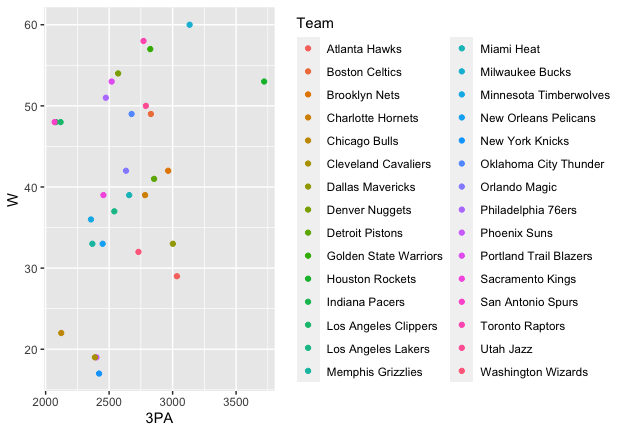 Team
60
50
40
30
20
W
2000 2500 3000 3500
3PA
Atlanta Hawks
Boston Celtics
Brooklyn Nets
Charlotte Hornets
Chicago Bulls
Cleveland Cavaliers
Dallas Mavericks
Denver Nuggets
Detroit Pistons
Golden State Warriors
Houston Rockets
Indiana Pacers
Los Angeles Clippers
Los Angeles Lakers
Memphis Grizzlies
Miami Heat
Milwaukee Bucks
Minnesota Timberwolves
New Orleans Pelicans
New York Knicks
Oklahoma City Thunder
Orlando Magic
Philadelphia 76ers
Phoenix Suns
Portland Trail Blazers
Sacramento Kings
San Antonio Spurs
Toronto Raptors
Utah Jazz
Washington Wizards